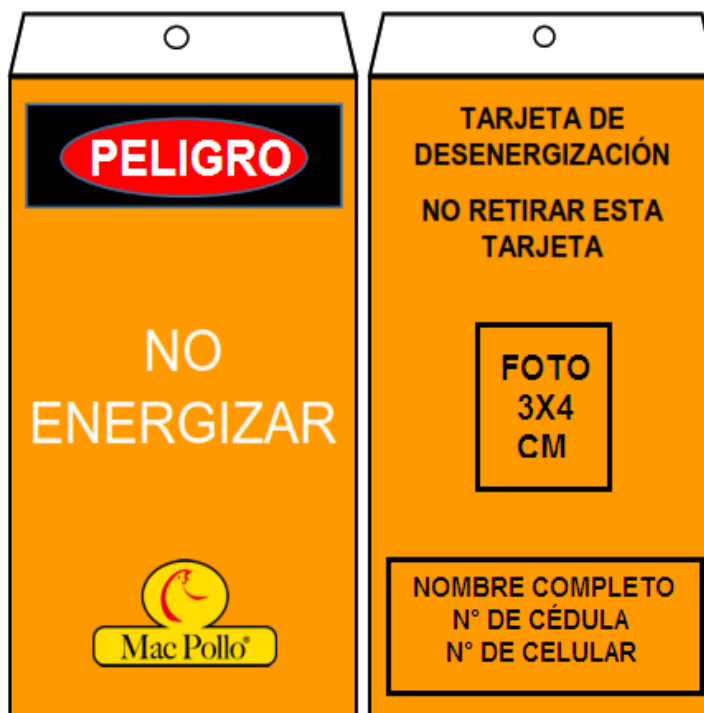 PELIGRO
NO
ENERGIZAR
Mac Pollo®
TARJETA DE
DESENERGIZACIÓN
NO RETIRAR ESTA
TARJETA
FOTO
3X4
CM
NOMBRE COMPLETO
N° DE CÉDULA
N° DE CELULAR